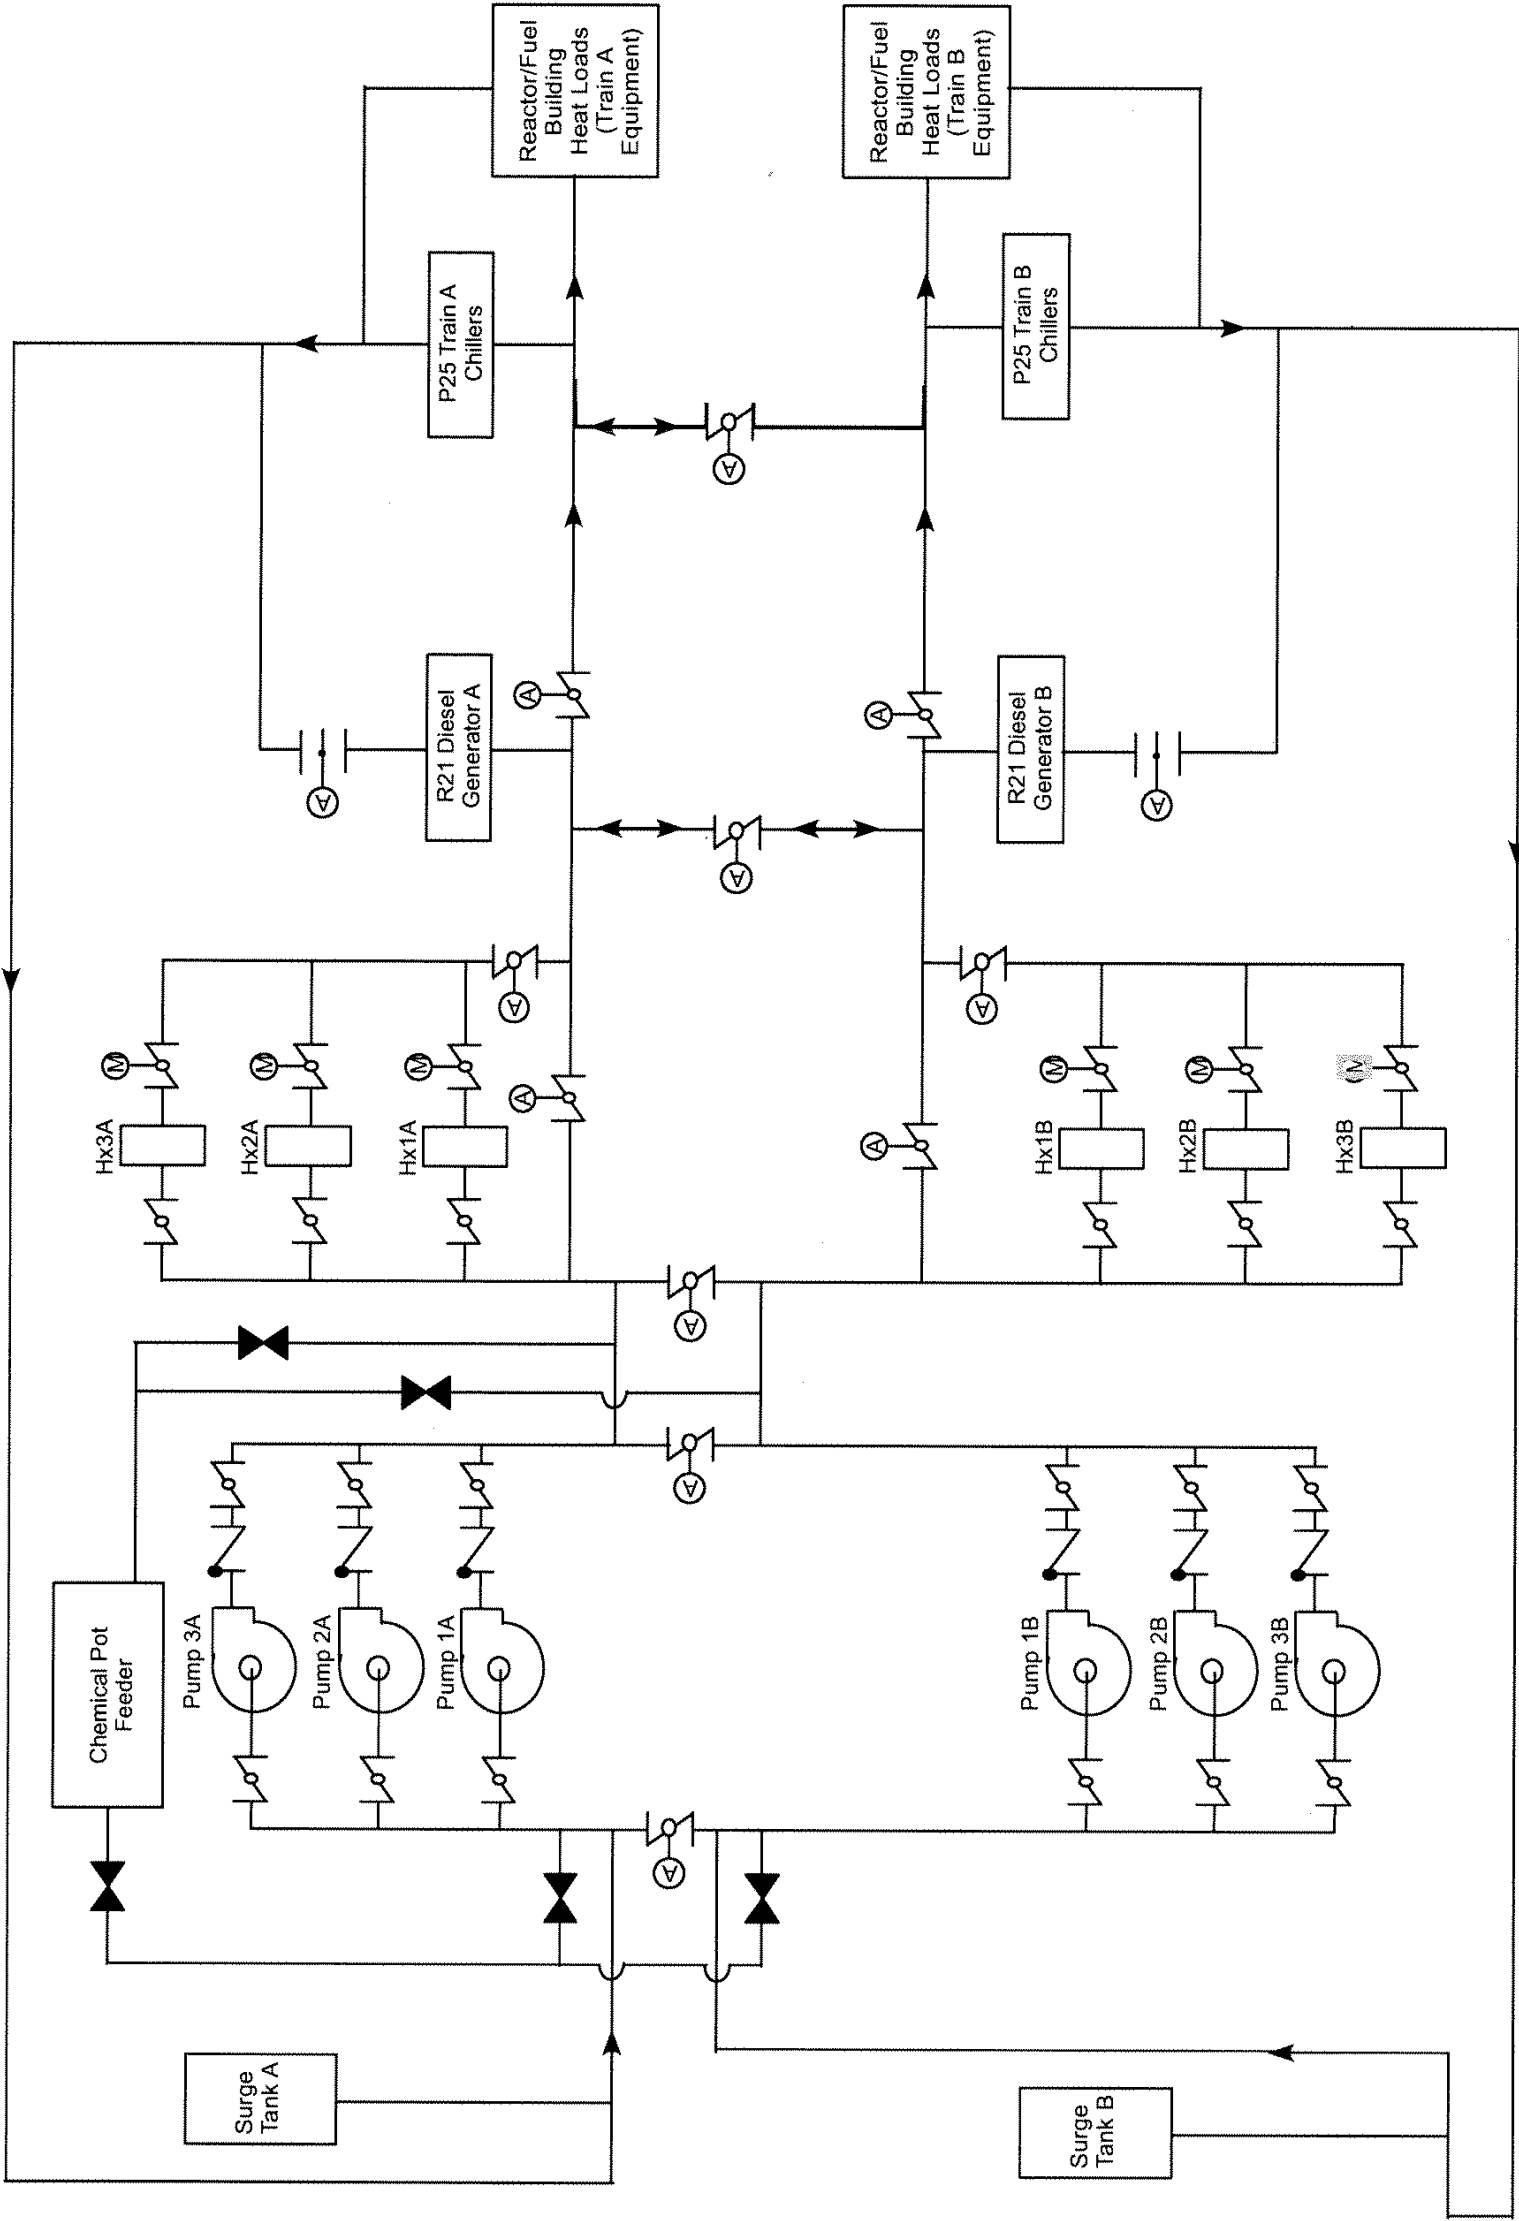 Reactor/Fuel
Building
Heat Loads
(Train A
Equipment)
Reactor/Fuel
Building
Heat Loads
(Train B
Equipment)
P25 Train A
Chillers
P25 Train B
Chillers
A
R21 Diesel
Generator A
A
A
R21 Diesel
Generator B
A
A
A
A
A
Hx3A
M
Hx2A
M
Hx1A
M
A
A
Hx1B
M
Hx2B
M
Hx3B
M
A
A
Chemical Pot
Feeder
Pump 3A
Pump 2A
Pump 1A
Pump 1B
Pump 2B
Pump 3B
A
Surge
Tank A
Surge
Tank B